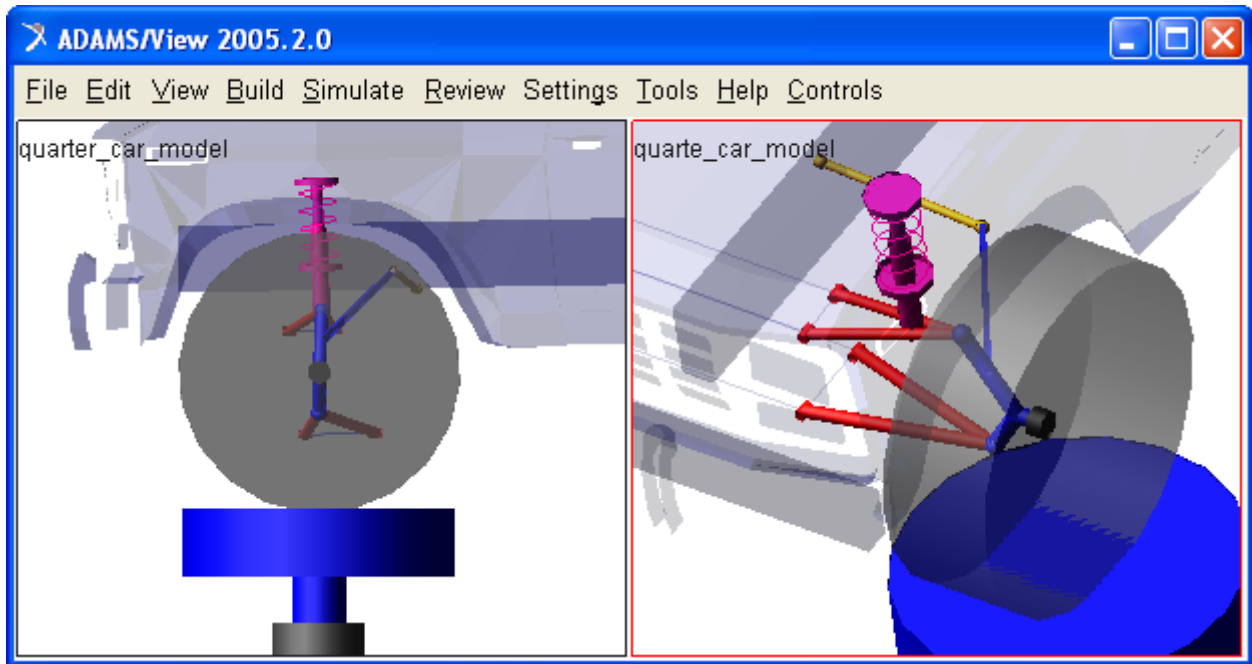 ADAMS/View 2005.2.0
File Edit View Build Simulate Review Settings Tools Help Controls
quarter_car_model
quarte_car_model